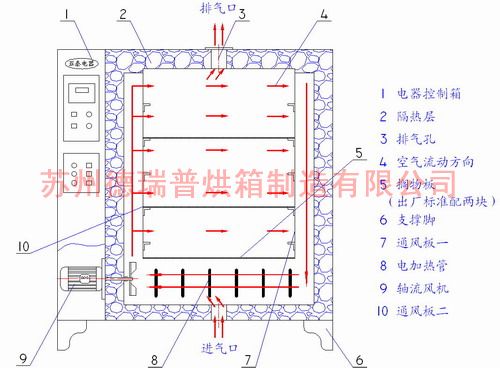 排气口
1
2
3
4
巨泰电器
1 电器控制箱
2 隔热层
3 排气孔
4 空气流动方向
5 搁物板
(出厂标准配两块)
6 支撑脚
7 通风板一
8 电加热管
9 轴流风机
10 通风板二
苏州德瑞普烘箱制造有限公司
5
10
进气口
9
8
7
6